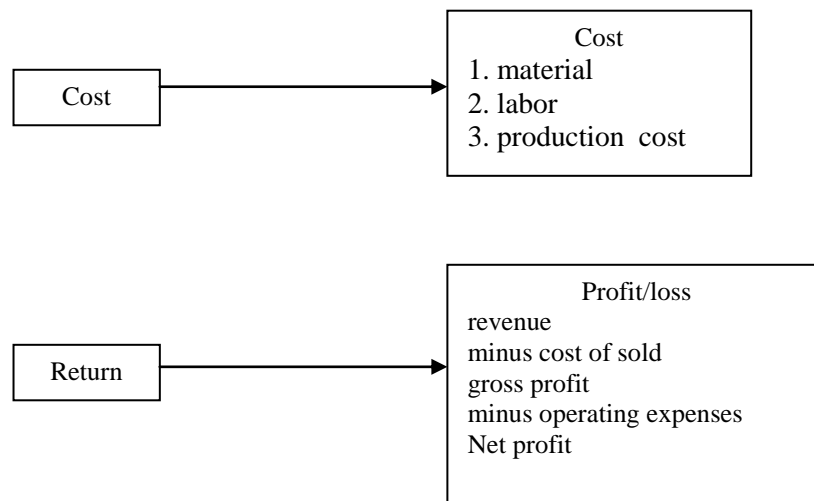 Cost
Cost
1. material
2. labor
3. production cost
Return
Profit/loss
revenue
minus cost of sold
gross profit
minus operating expenses
Net profit